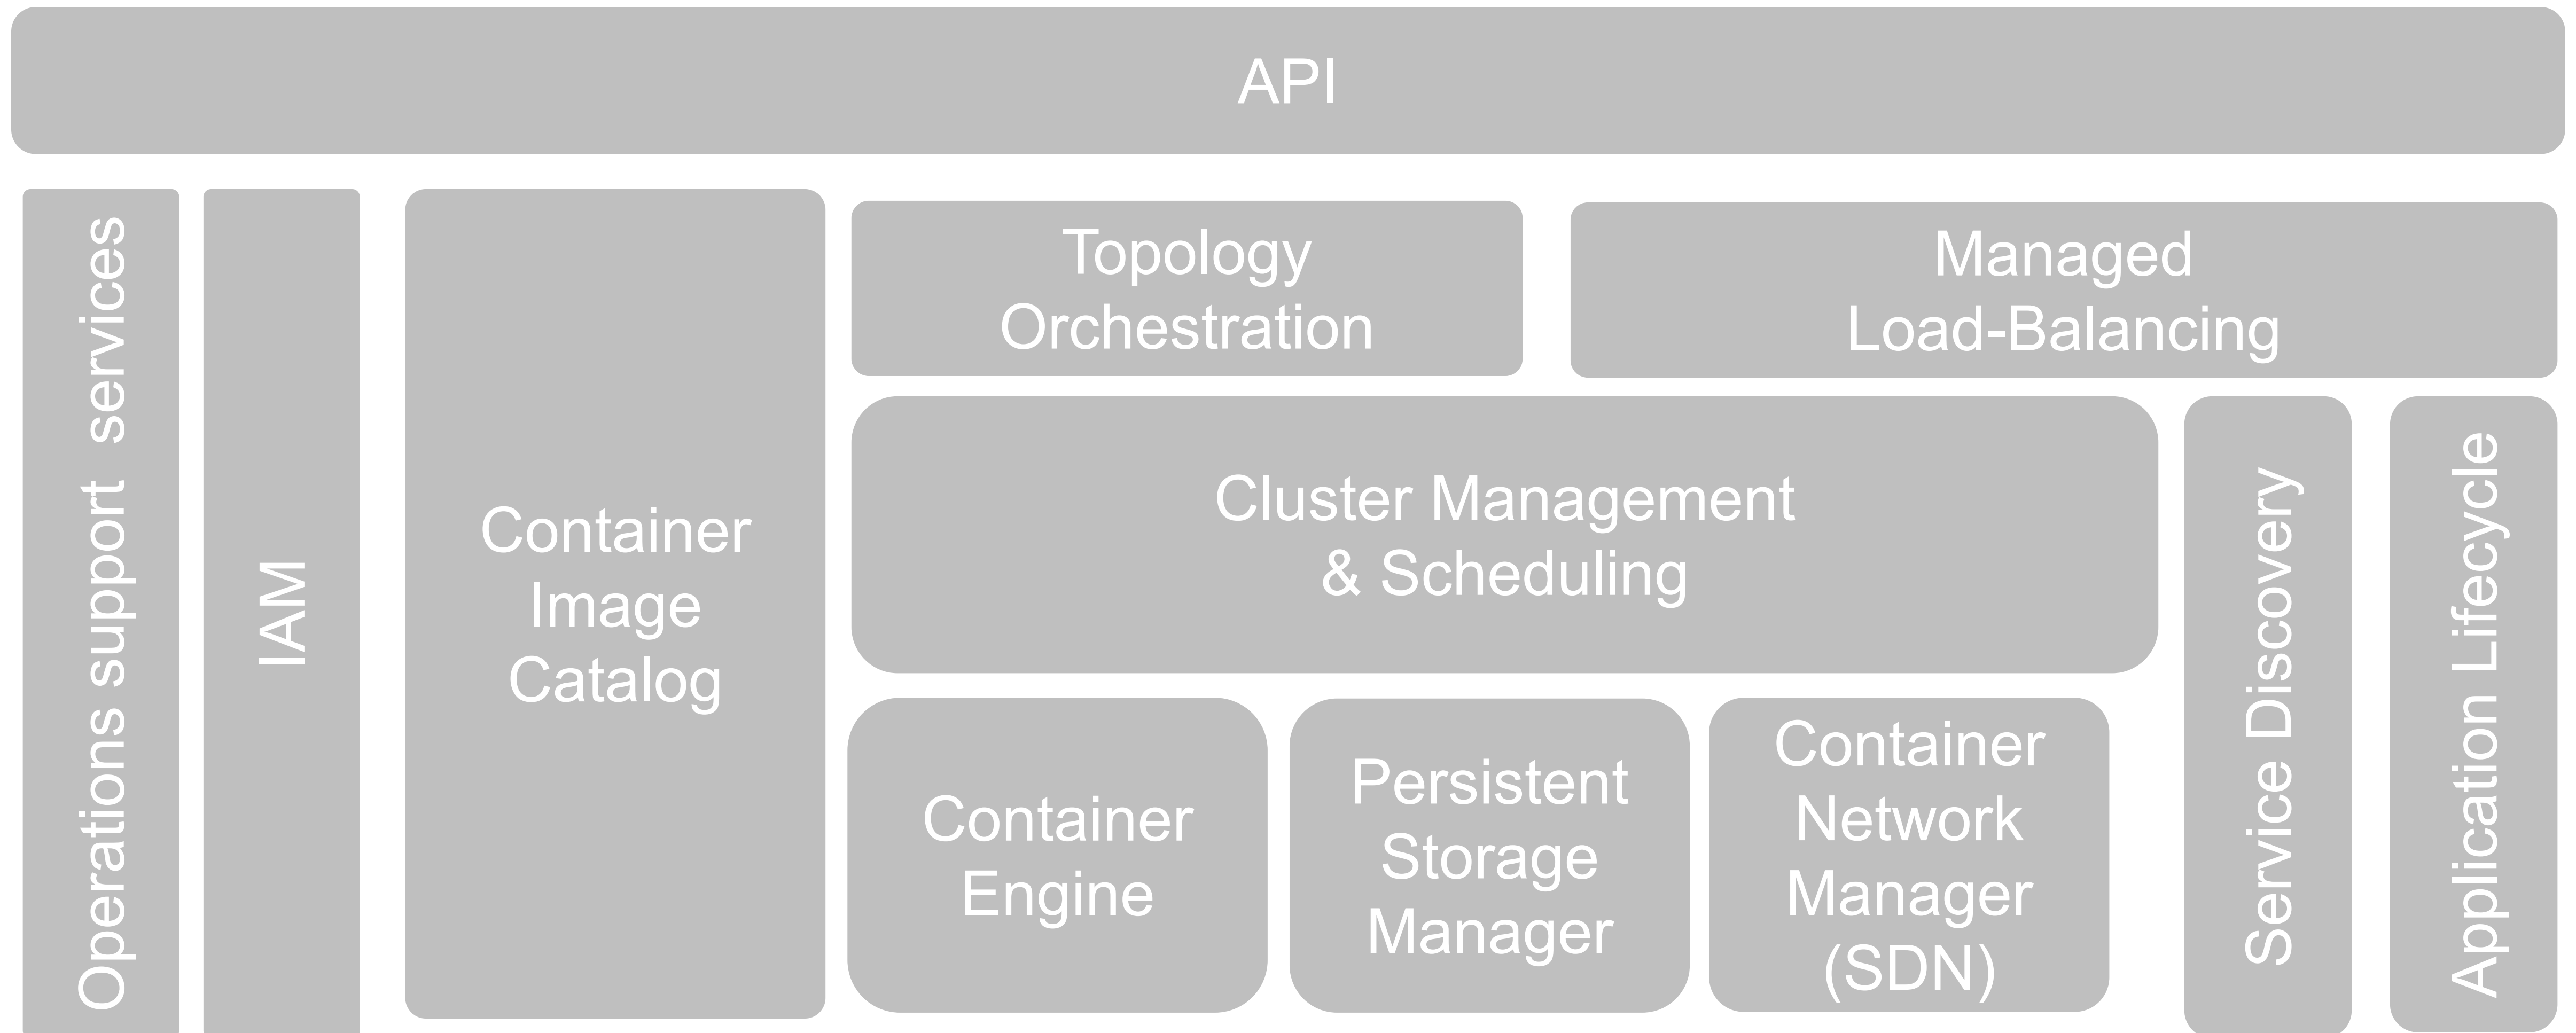 API
Operations support  services
IAM
Container
Image
Catalog
Topology
Orchestration
Managed
Load-Balancing
Cluster Management
& Scheduling
Container
Engine
Persistent
Storage
Manager
Container
Network
Manager
(SDN)
Service Discovery
Application Lifecycle